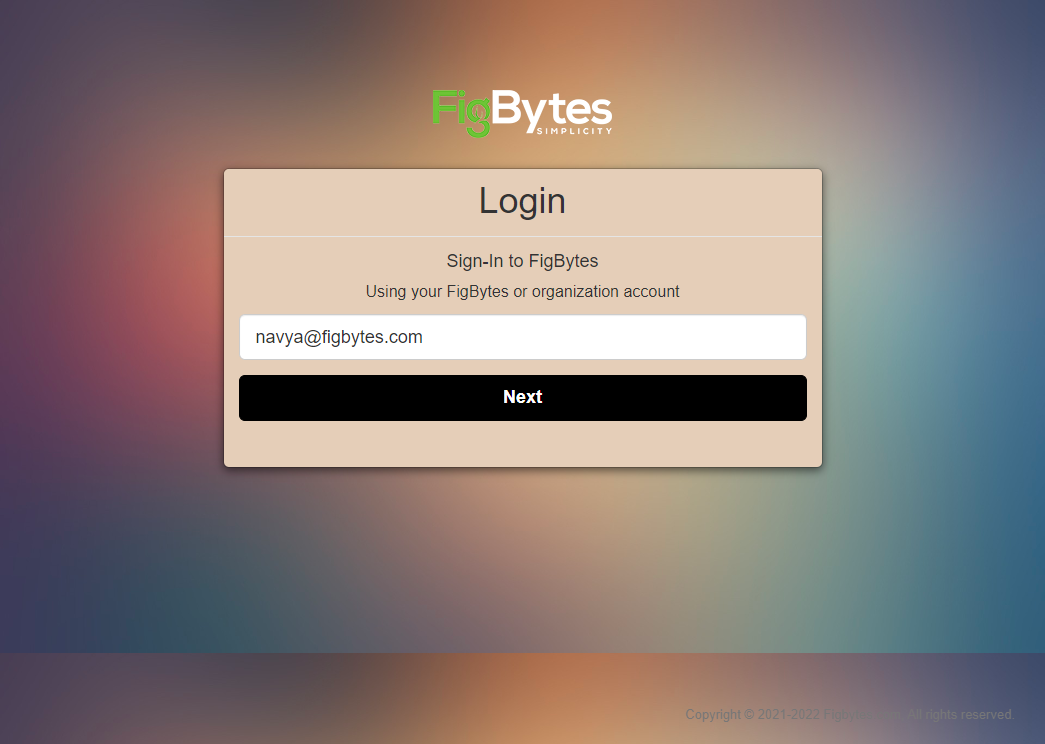 FigBytes
SIMPLICITY
Login
Sign-In to FigBytes
Using your FigBytes or organization account
navya@figbytes.com
Next
Copyright © 2021-2022 All rights reserved.